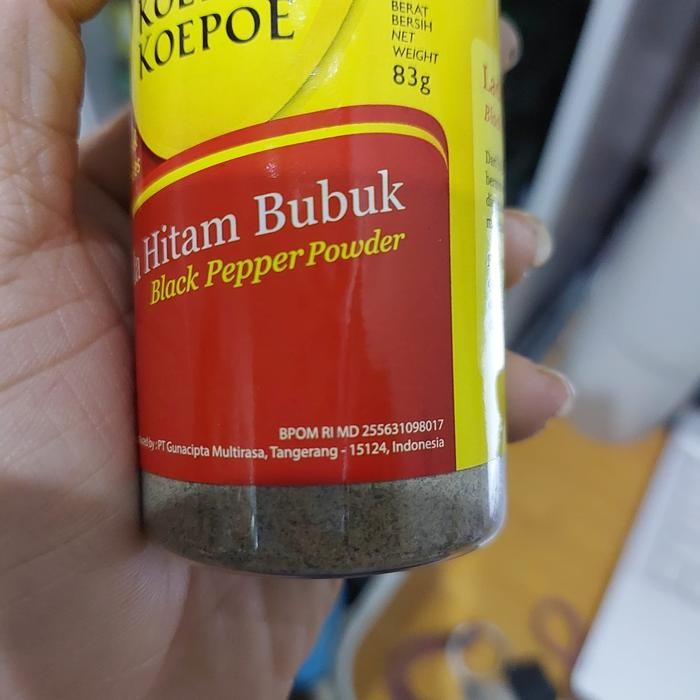 KOEPOE
BERAT
BERSIH
NET
WEIGHT
83g
Hitam Bubuk
Black Pepper Powder
BPOM RI MD 255631098017
by : PT Gunacipta Multirasa, Tangerang - 15124, Indonesia